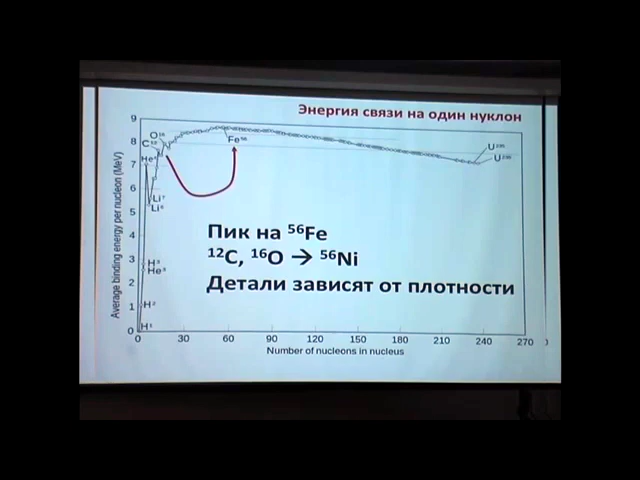 Энергия связи на один нуклон
Average binding energy per nucleon (MeV)
9
8
7
6
5
4
3
2
1
0
O¹⁶
C¹²
He⁴
Li⁷
Li⁶
H³
He³
H²
H¹
Fe⁵⁶
U²³⁵
U²³⁸
Пик на ⁵⁶Fe
¹²C, ¹⁶O → ⁵⁶Ni
Детали зависят от плотности
0 30 60 90 120 150 180 210 240 270
Number of nucleons in nucleus